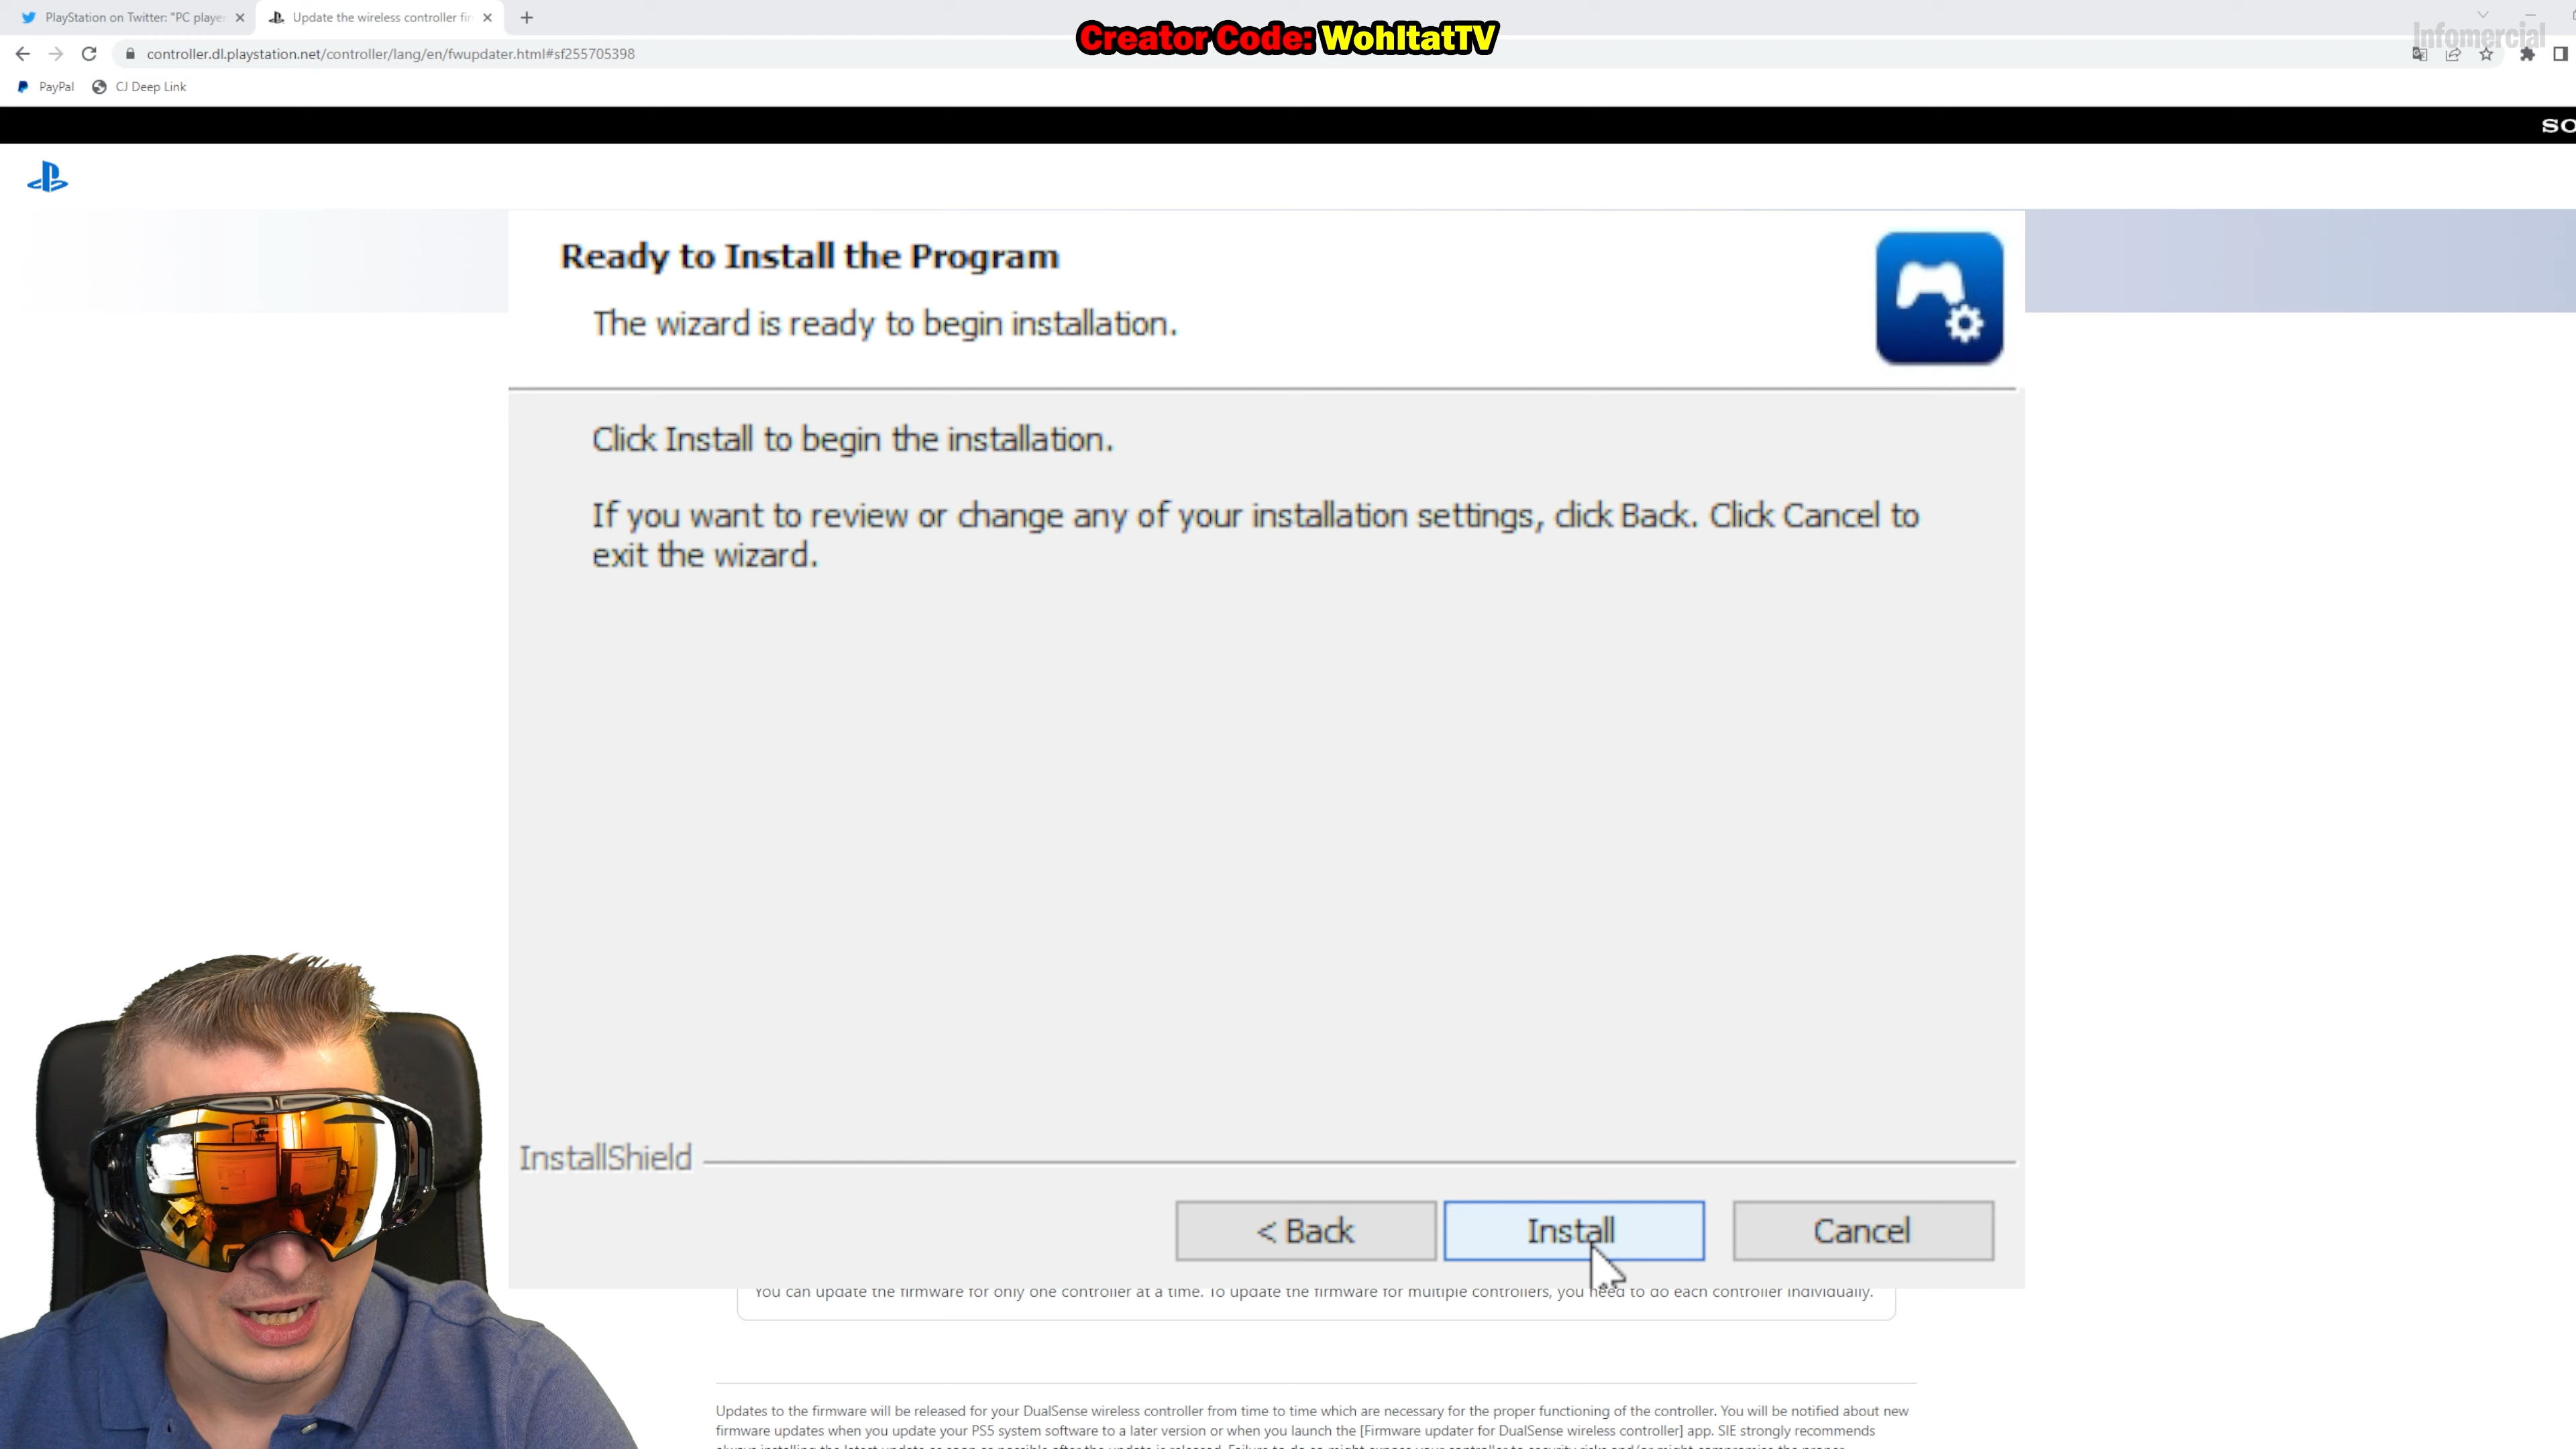 PlayStation on Twitter: "PC playe
Update the wireless controller fi
Creator Code: WohltatTV
Infomercial
controller.dl.playstation.net/controller/lang/en/fwupdater.html#sf255705398
PayPal
CJ Deep Link
SO
Ready to Install the Program
The wizard is ready to begin installation.
Click Install to begin the installation.
If you want to review or change any of your installation settings, click Back. Click Cancel to
exit the wizard.
InstallShield
< Back
Install
Cancel
You can update the firmware for only one controller at a time. To update the firmware for multiple controllers, you need to do each controller individually.
Updates to the firmware will be released for your DualSense wireless controller from time to time which are necessary for the proper functioning of the controller. You will be notified about new
firmware updates when you update your PS5 system software to a later version or when you launch the [Firmware updater for DualSense wireless controller] app. SIE strongly recommends